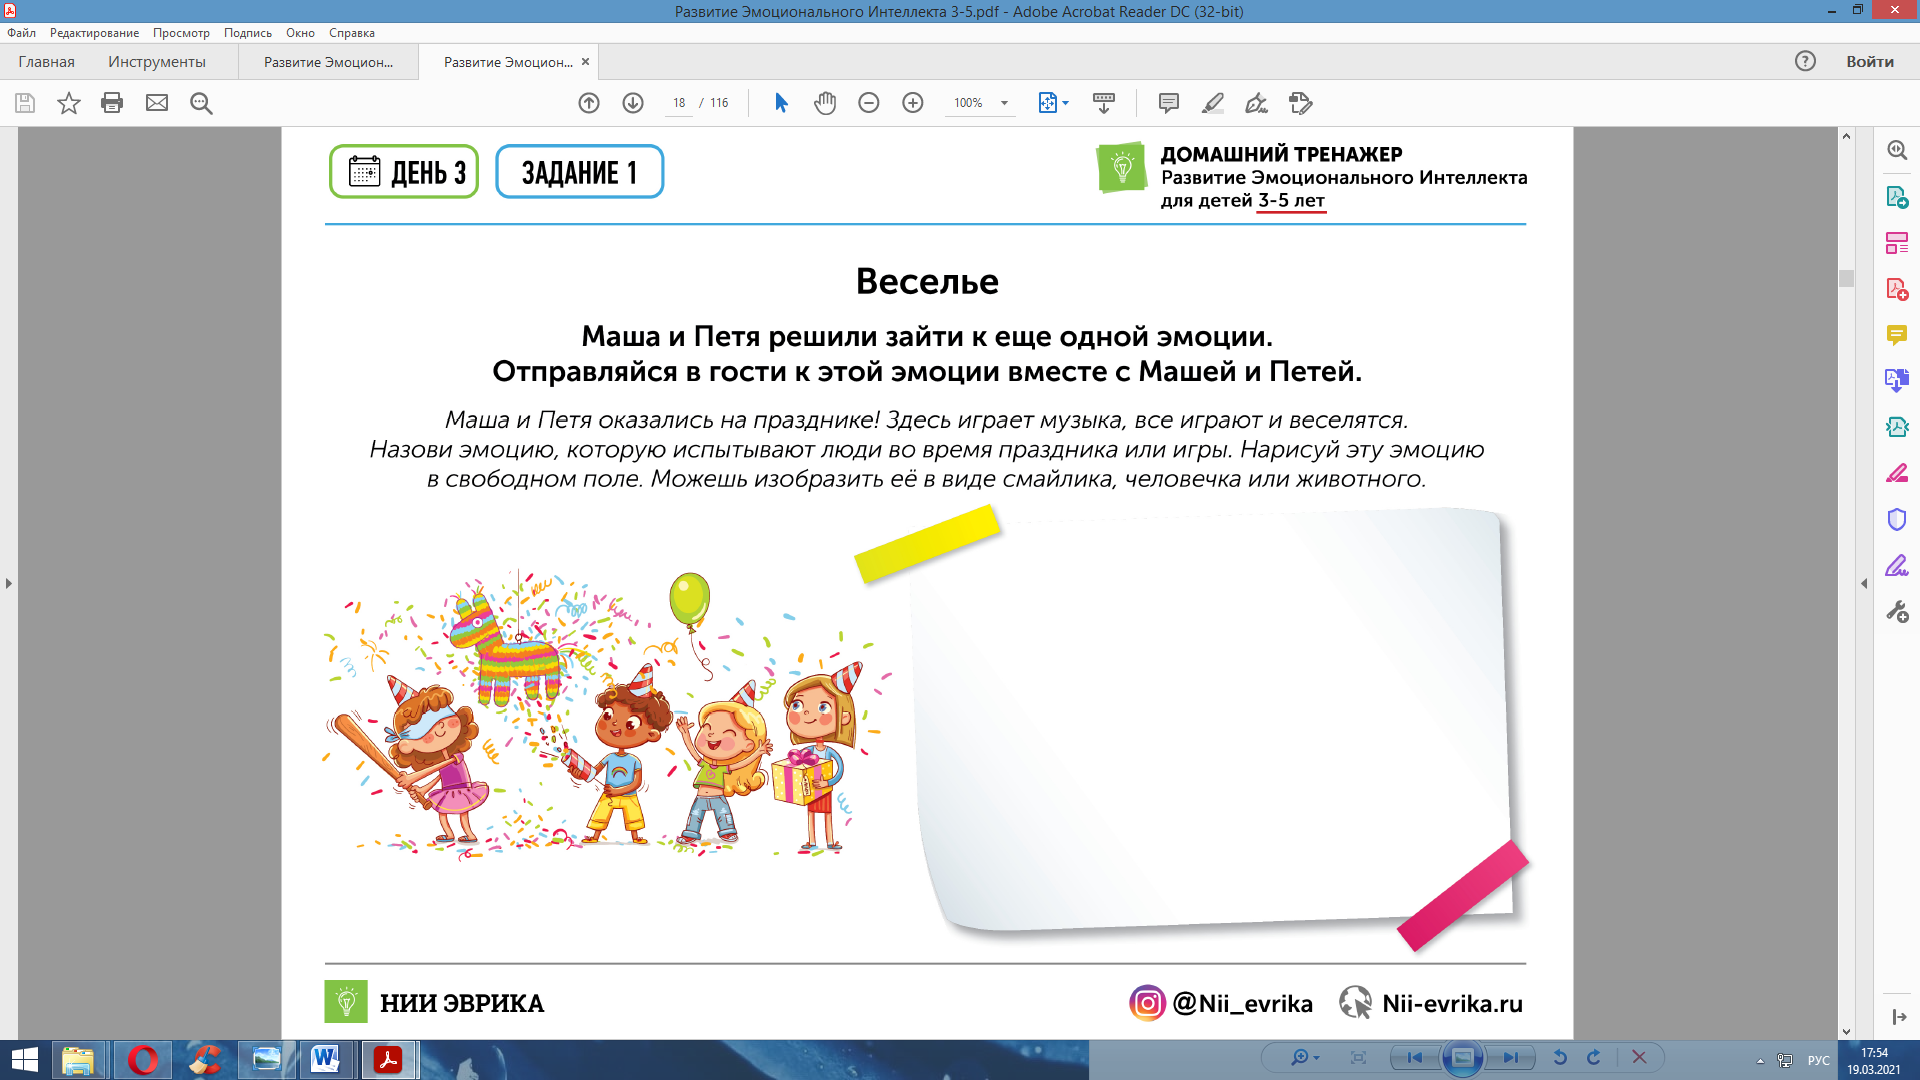 Развитие Эмоционального Интеллекта 3-5.pdf - Adobe Acrobat Reader DC (32-bit)
Файл Редактирование Просмотр Подпись Окно Справка
Главная Инструменты Развитие Эмоцион... Развитие Эмоцион... Войти
18 / 116 100%
ДЕНЬ 3 ЗАДАНИЕ 1
ДОМАШНИЙ ТРЕНАЖЕР
Развитие Эмоционального Интеллекта
для детей 3-5 лет
Веселье
Маша и Петя решили зайти к еще одной эмоции.
Отправляйся в гости к этой эмоции вместе с Машей и Петей.
Маша и Петя оказались на празднике! Здесь играет музыка, все играют и веселятся.
Назови эмоцию, которую испытывают люди во время праздника или игры. Нарисуй эту эмоцию
в свободном поле. Можешь изобразить её в виде смайлика, человечка или животного.
НИИ ЭВРИКА
@Nii_evrika Nii-evrika.ru
РУС
17:54
19.03.2021